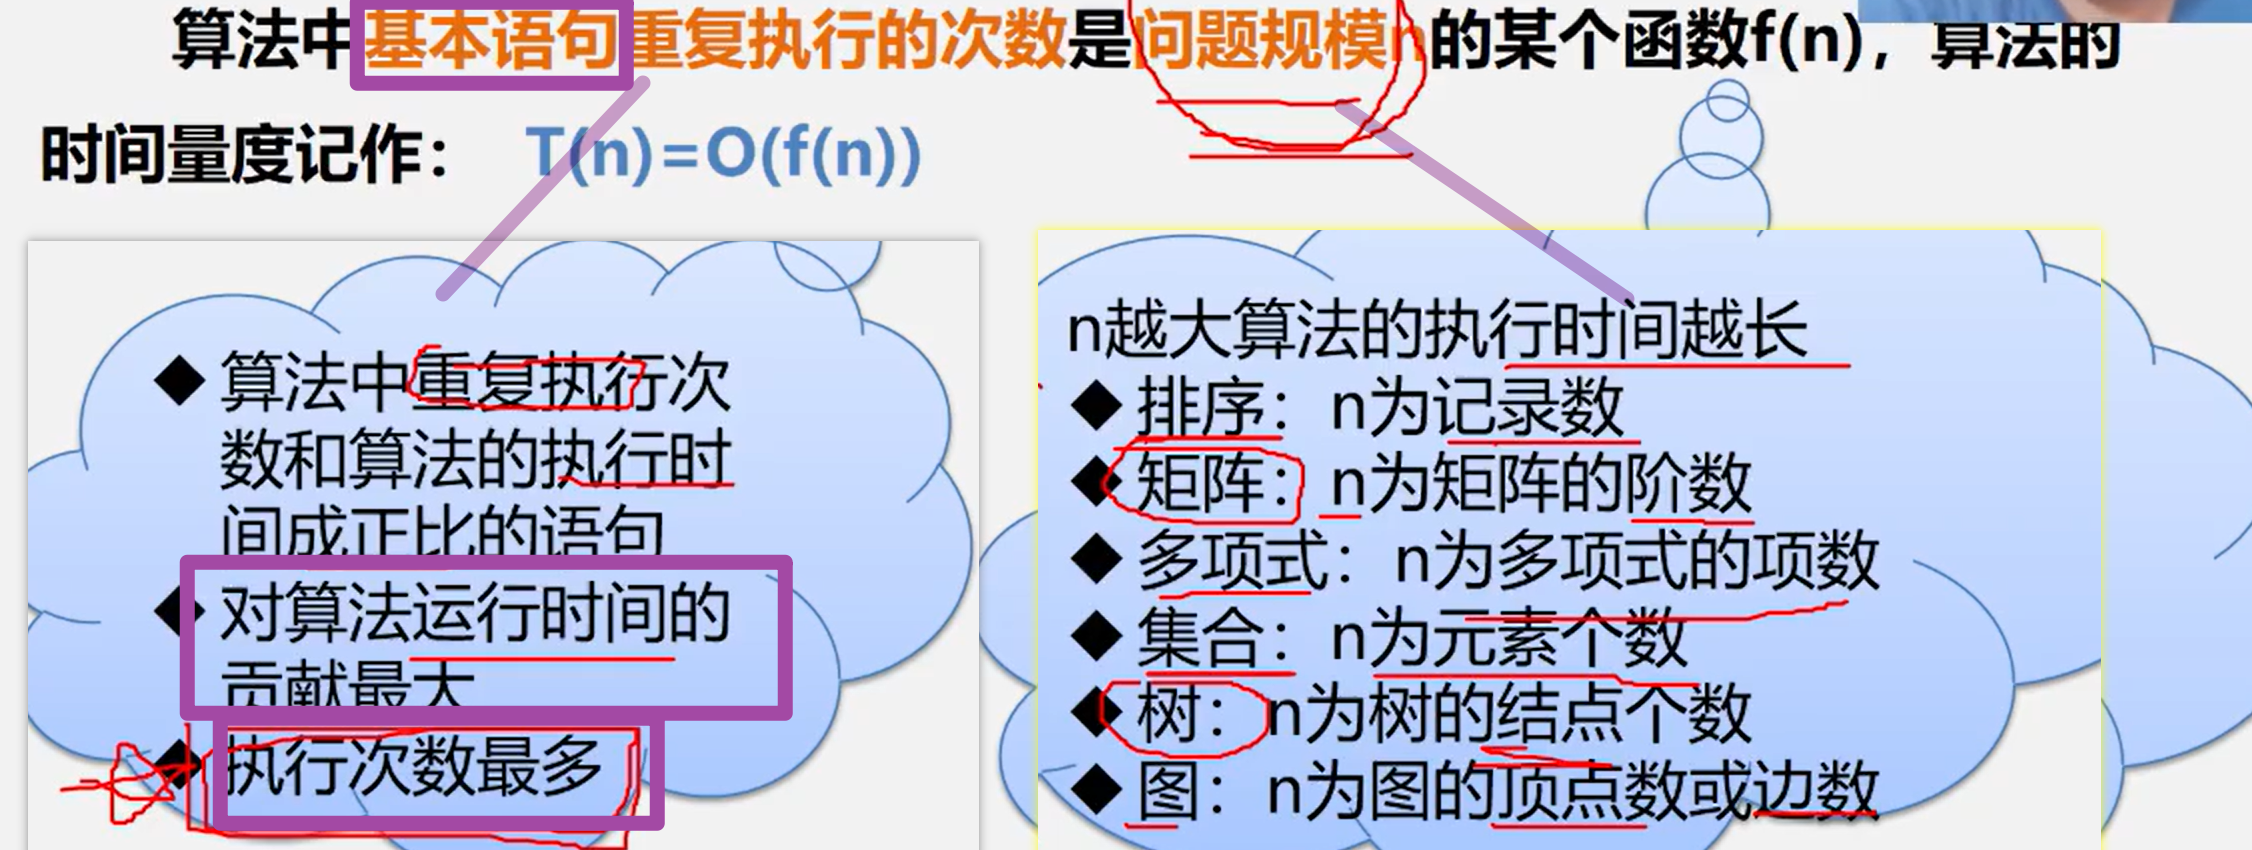 算法中基本语句重复执行的次数是问题规模n的某个函数f(n)，算法的
时间量度记作： T(n)=O(f(n))
◆ 算法中重复执行次
数和算法的执行时
间成正比的语句
◆ 对算法运行时间的
贡献最大
◆ 执行次数最多
n越大算法的执行时间越长
◆ 排序：n为记录数
◆ 矩阵：n为矩阵的阶数
◆ 多项式：n为多项式的项数
◆ 集合：n为元素个数
◆ 树：n为树的结点个数
◆ 图：n为图的顶点数或边数